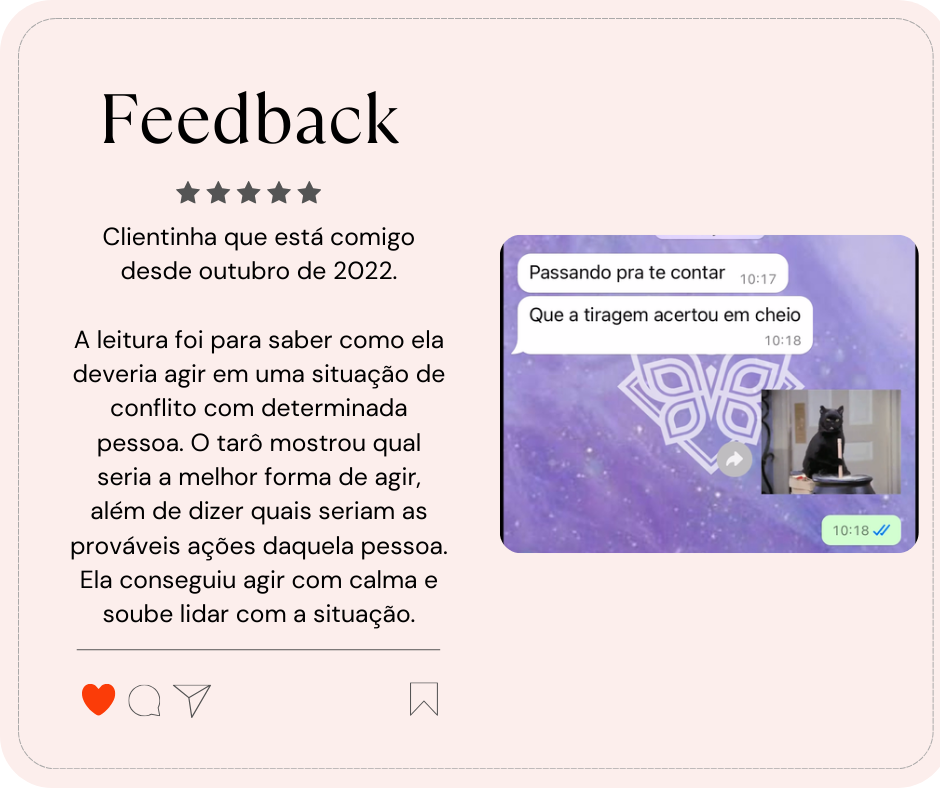 Feedback
Clientinha que está comigo
desde outubro de 2022.
A leitura foi para saber como ela
deveria agir em uma situação de
conflito com determinada
pessoa. O tarô mostrou qual
seria a melhor forma de agir,
além de dizer quais seriam as
prováveis ações daquela pessoa.
Ela conseguiu agir com calma e
soube lidar com a situação.
Passando pra te contar 10:17
Que a tiragem acertou em cheio
10:18
10:18